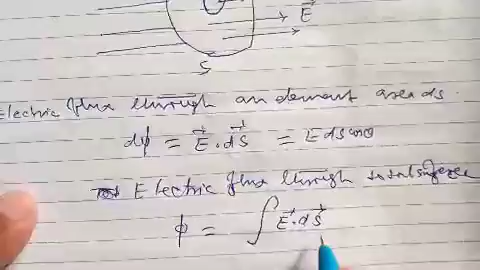 E⃗
S
Electric flux through an element area ds.
dφ = E⃗ . dS⃗ = E ds cosθ
Electric flux through total surface
φ = ∫ E⃗ . dS⃗